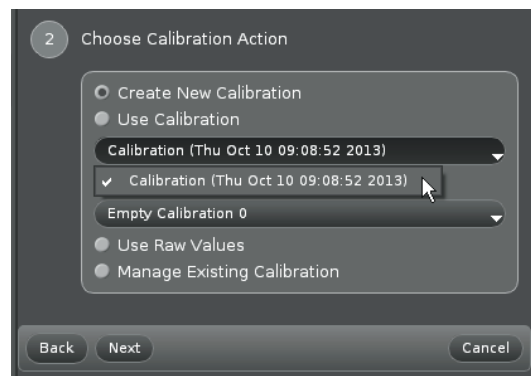 2 Choose Calibration Action
Create New Calibration
Use Calibration
Calibration (Thu Oct 10 09:08:52 2013)
Calibration (Thu Oct 10 09:08:52 2013)
Empty Calibration 0
Use Raw Values
Manage Existing Calibration
Back Next Cancel